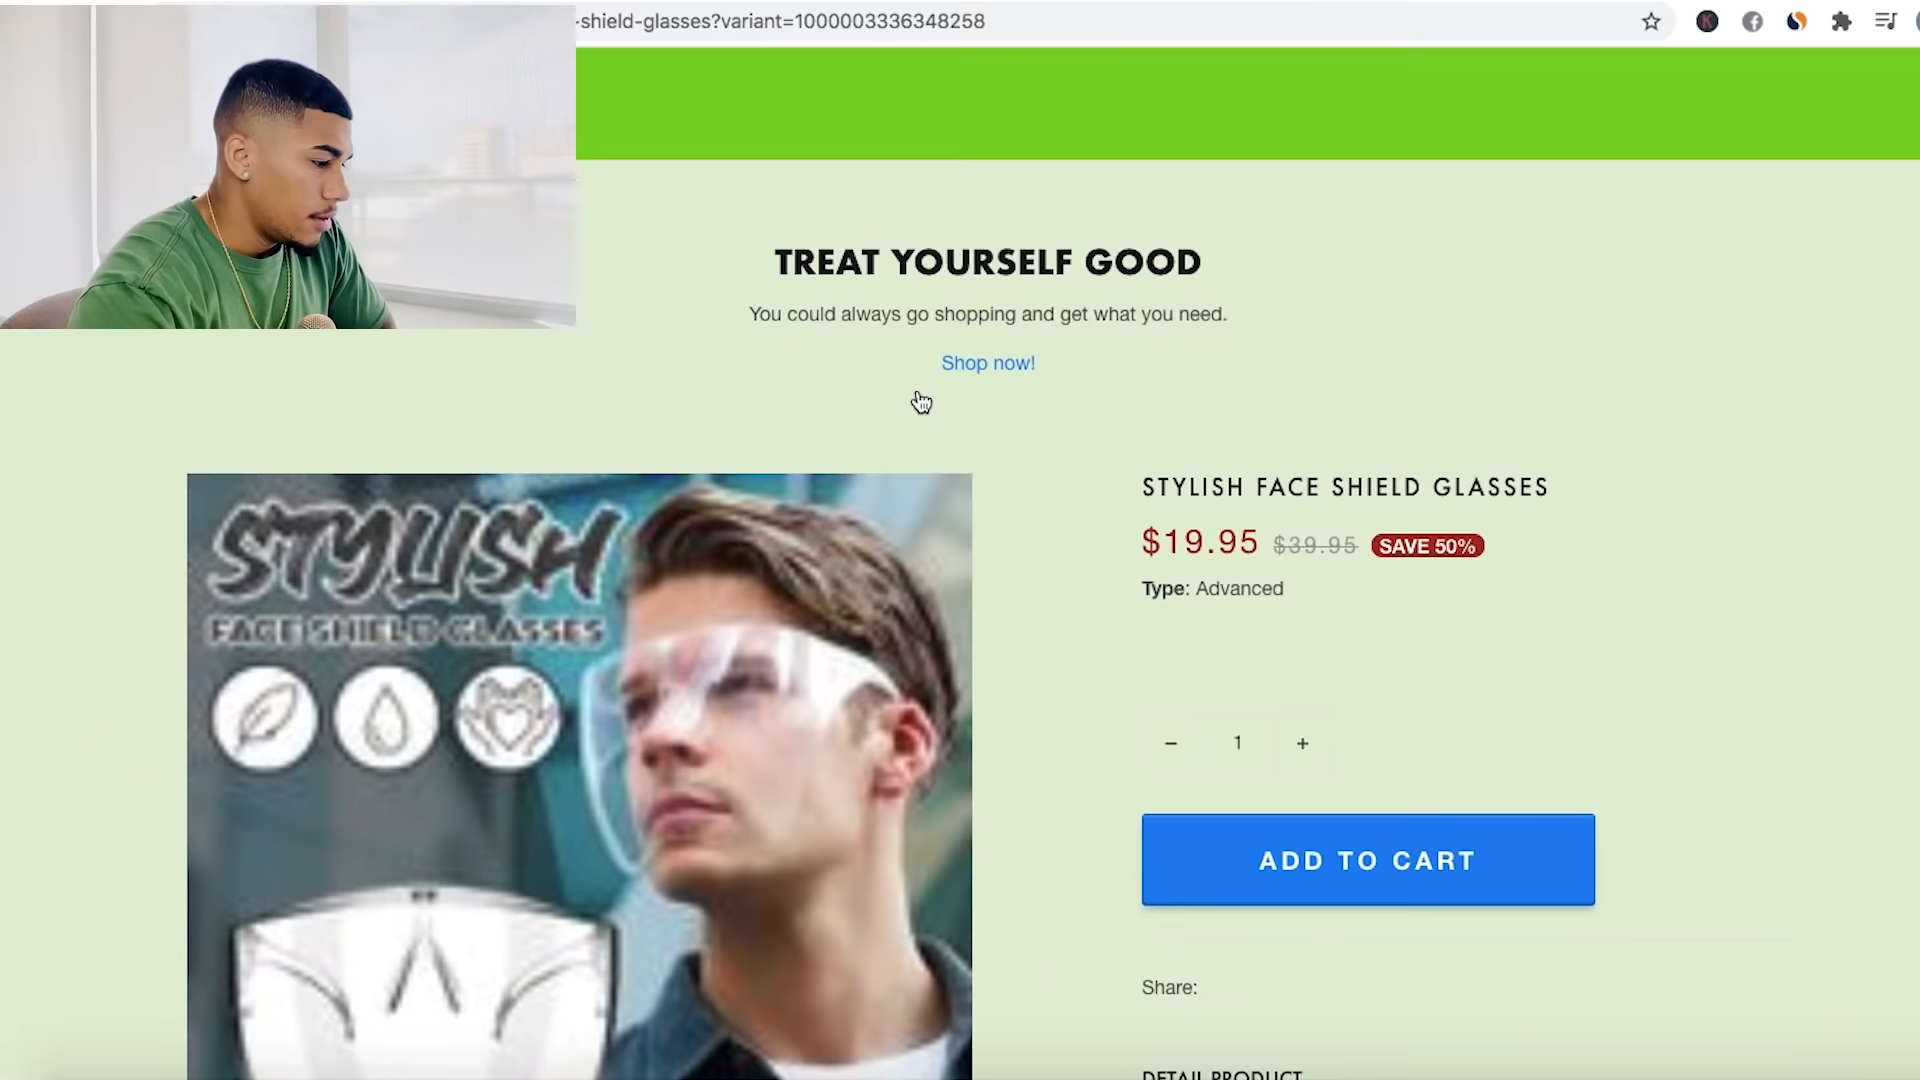 -shield-glasses?variant=1000003336348258
TREAT YOURSELF GOOD
You could always go shopping and get what you need.
Shop now!
STYLISH
FACE SHIELD GLASSES
STYLISH FACE SHIELD GLASSES
$19.95 $39.95 SAVE 50%
Type: Advanced
− 1 +
ADD TO CART
Share:
DETAIL PRODUCT